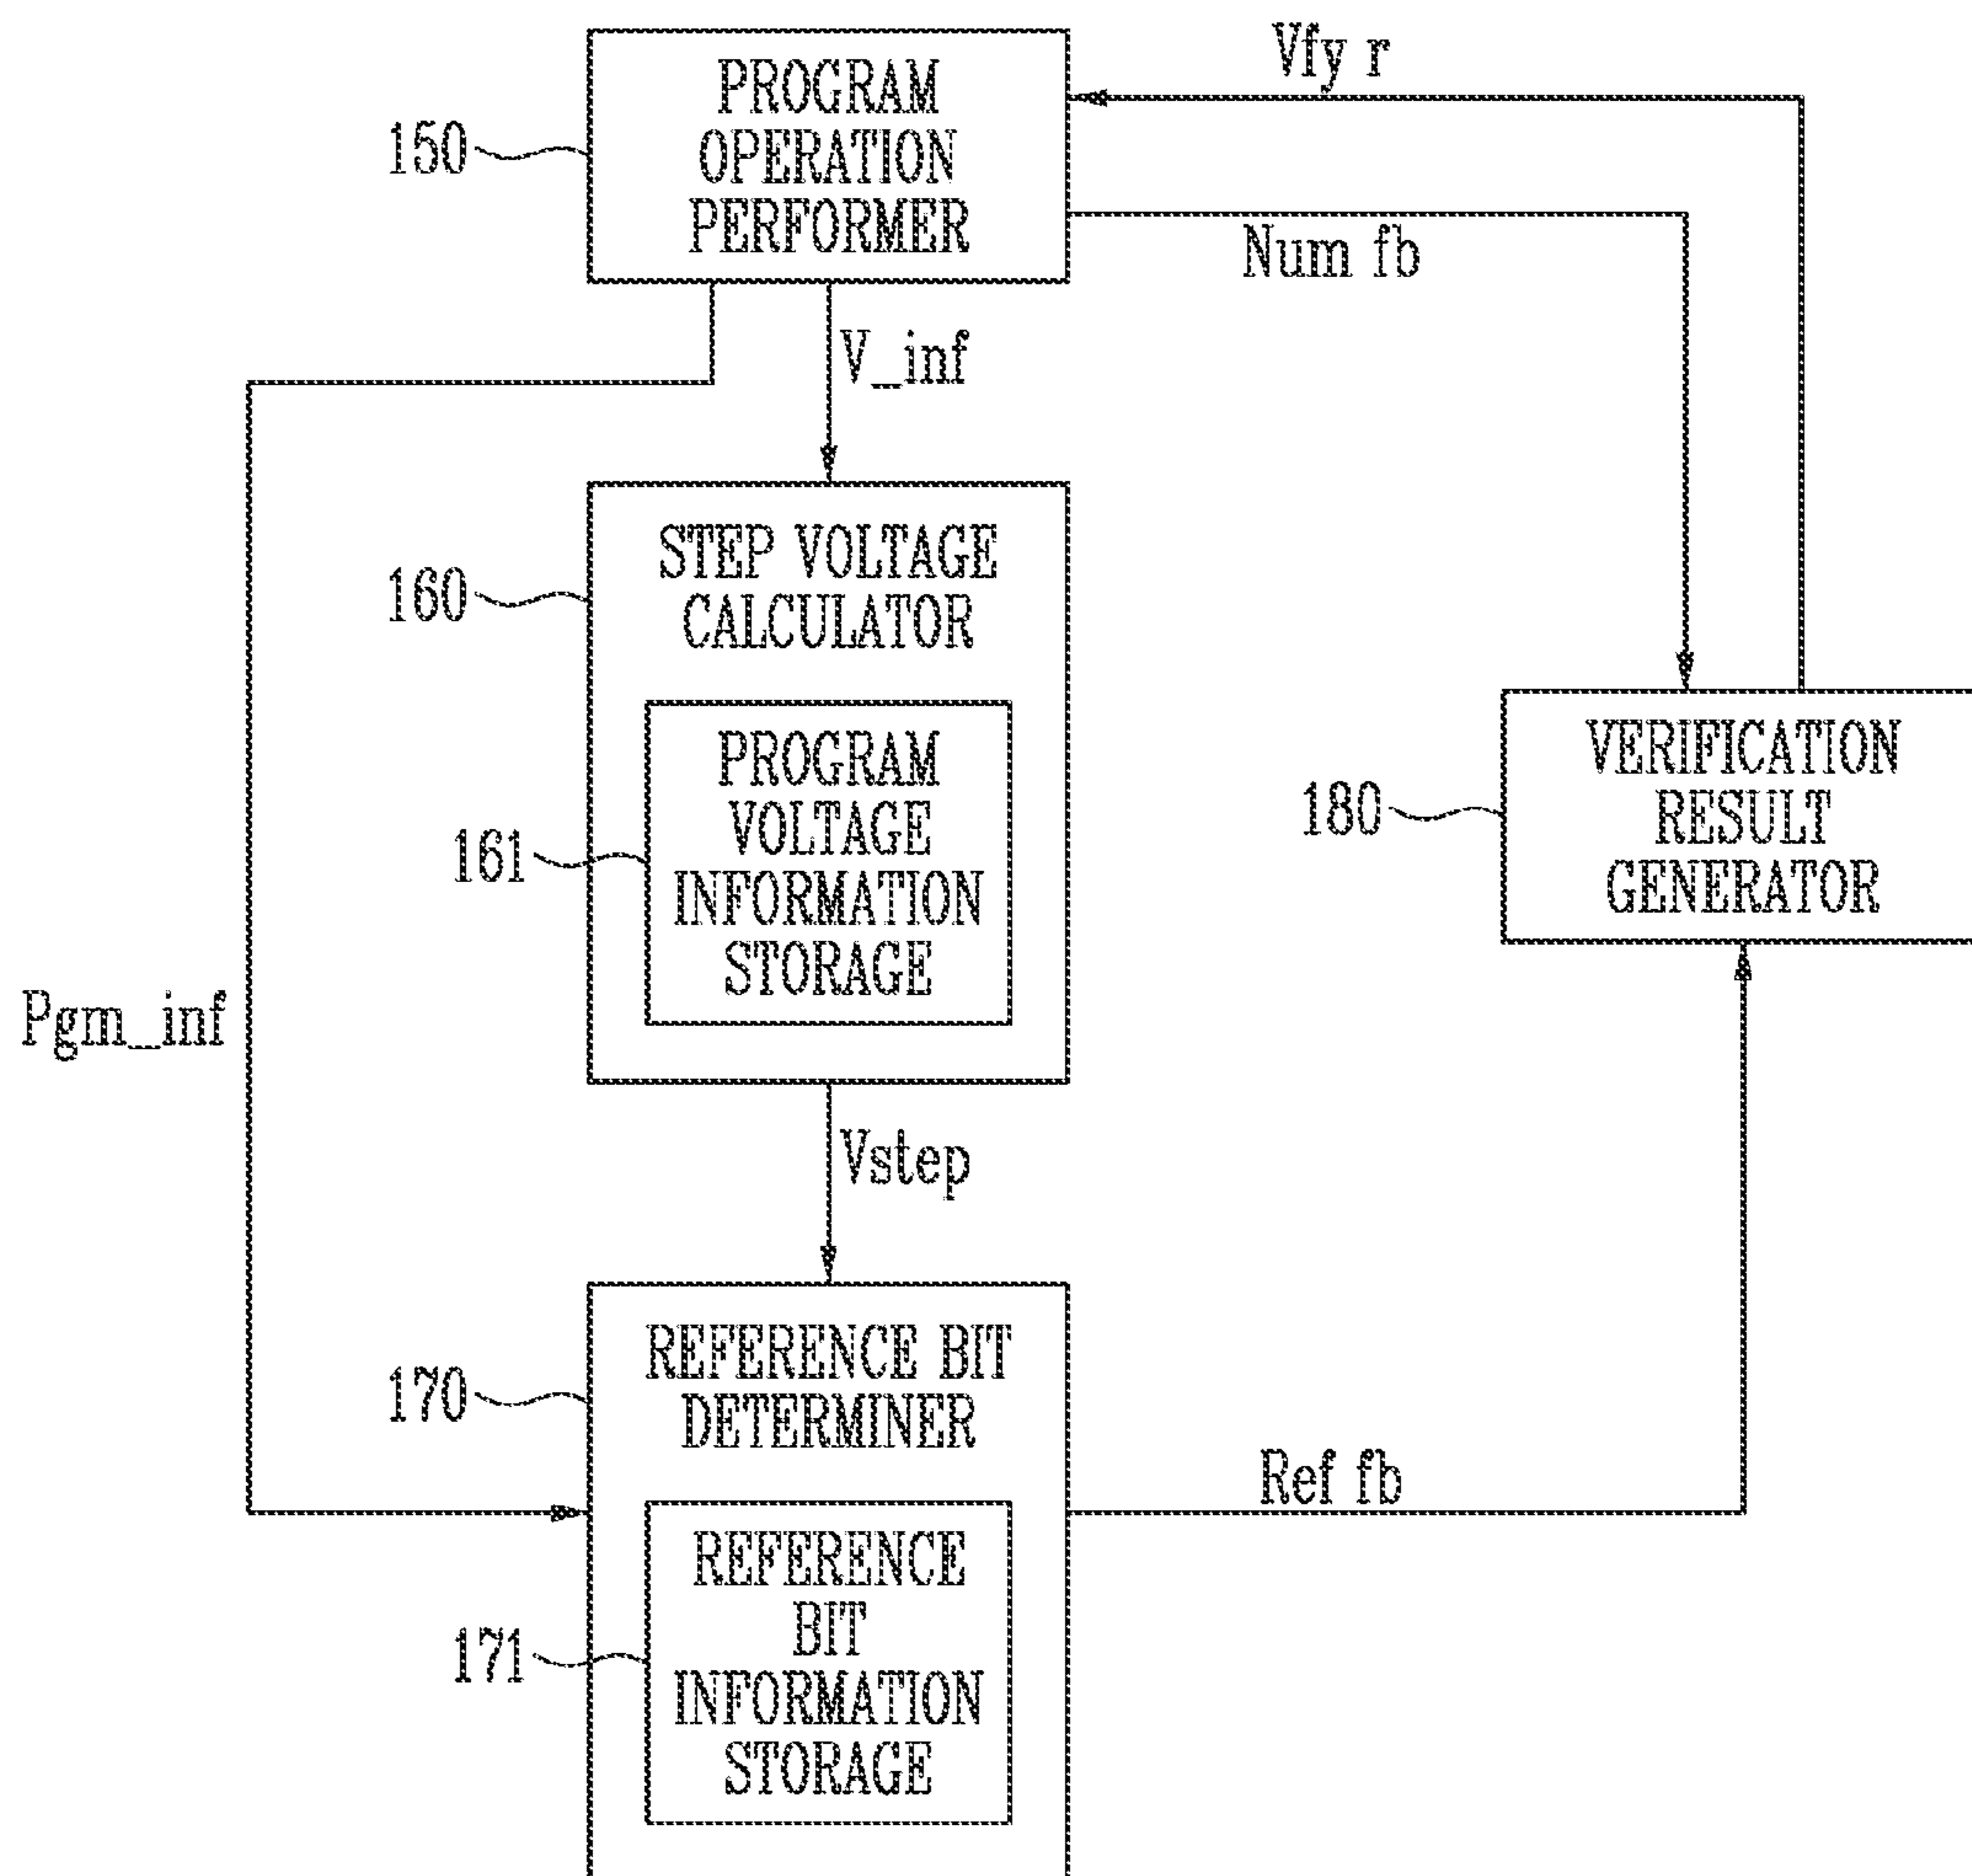 Vfy r
PROGRAM
OPERATION
PERFORMER
150
Num fb
V_inf
STEP VOLTAGE
CALCULATOR
160
PROGRAM
VOLTAGE
INFORMATION
STORAGE
161
VERIFICATION
RESULT
GENERATOR
180
Pgm_inf
Vstep
REFERENCE BIT
DETERMINER
170
Ref fb
REFERENCE
BIT
INFORMATION
STORAGE
171